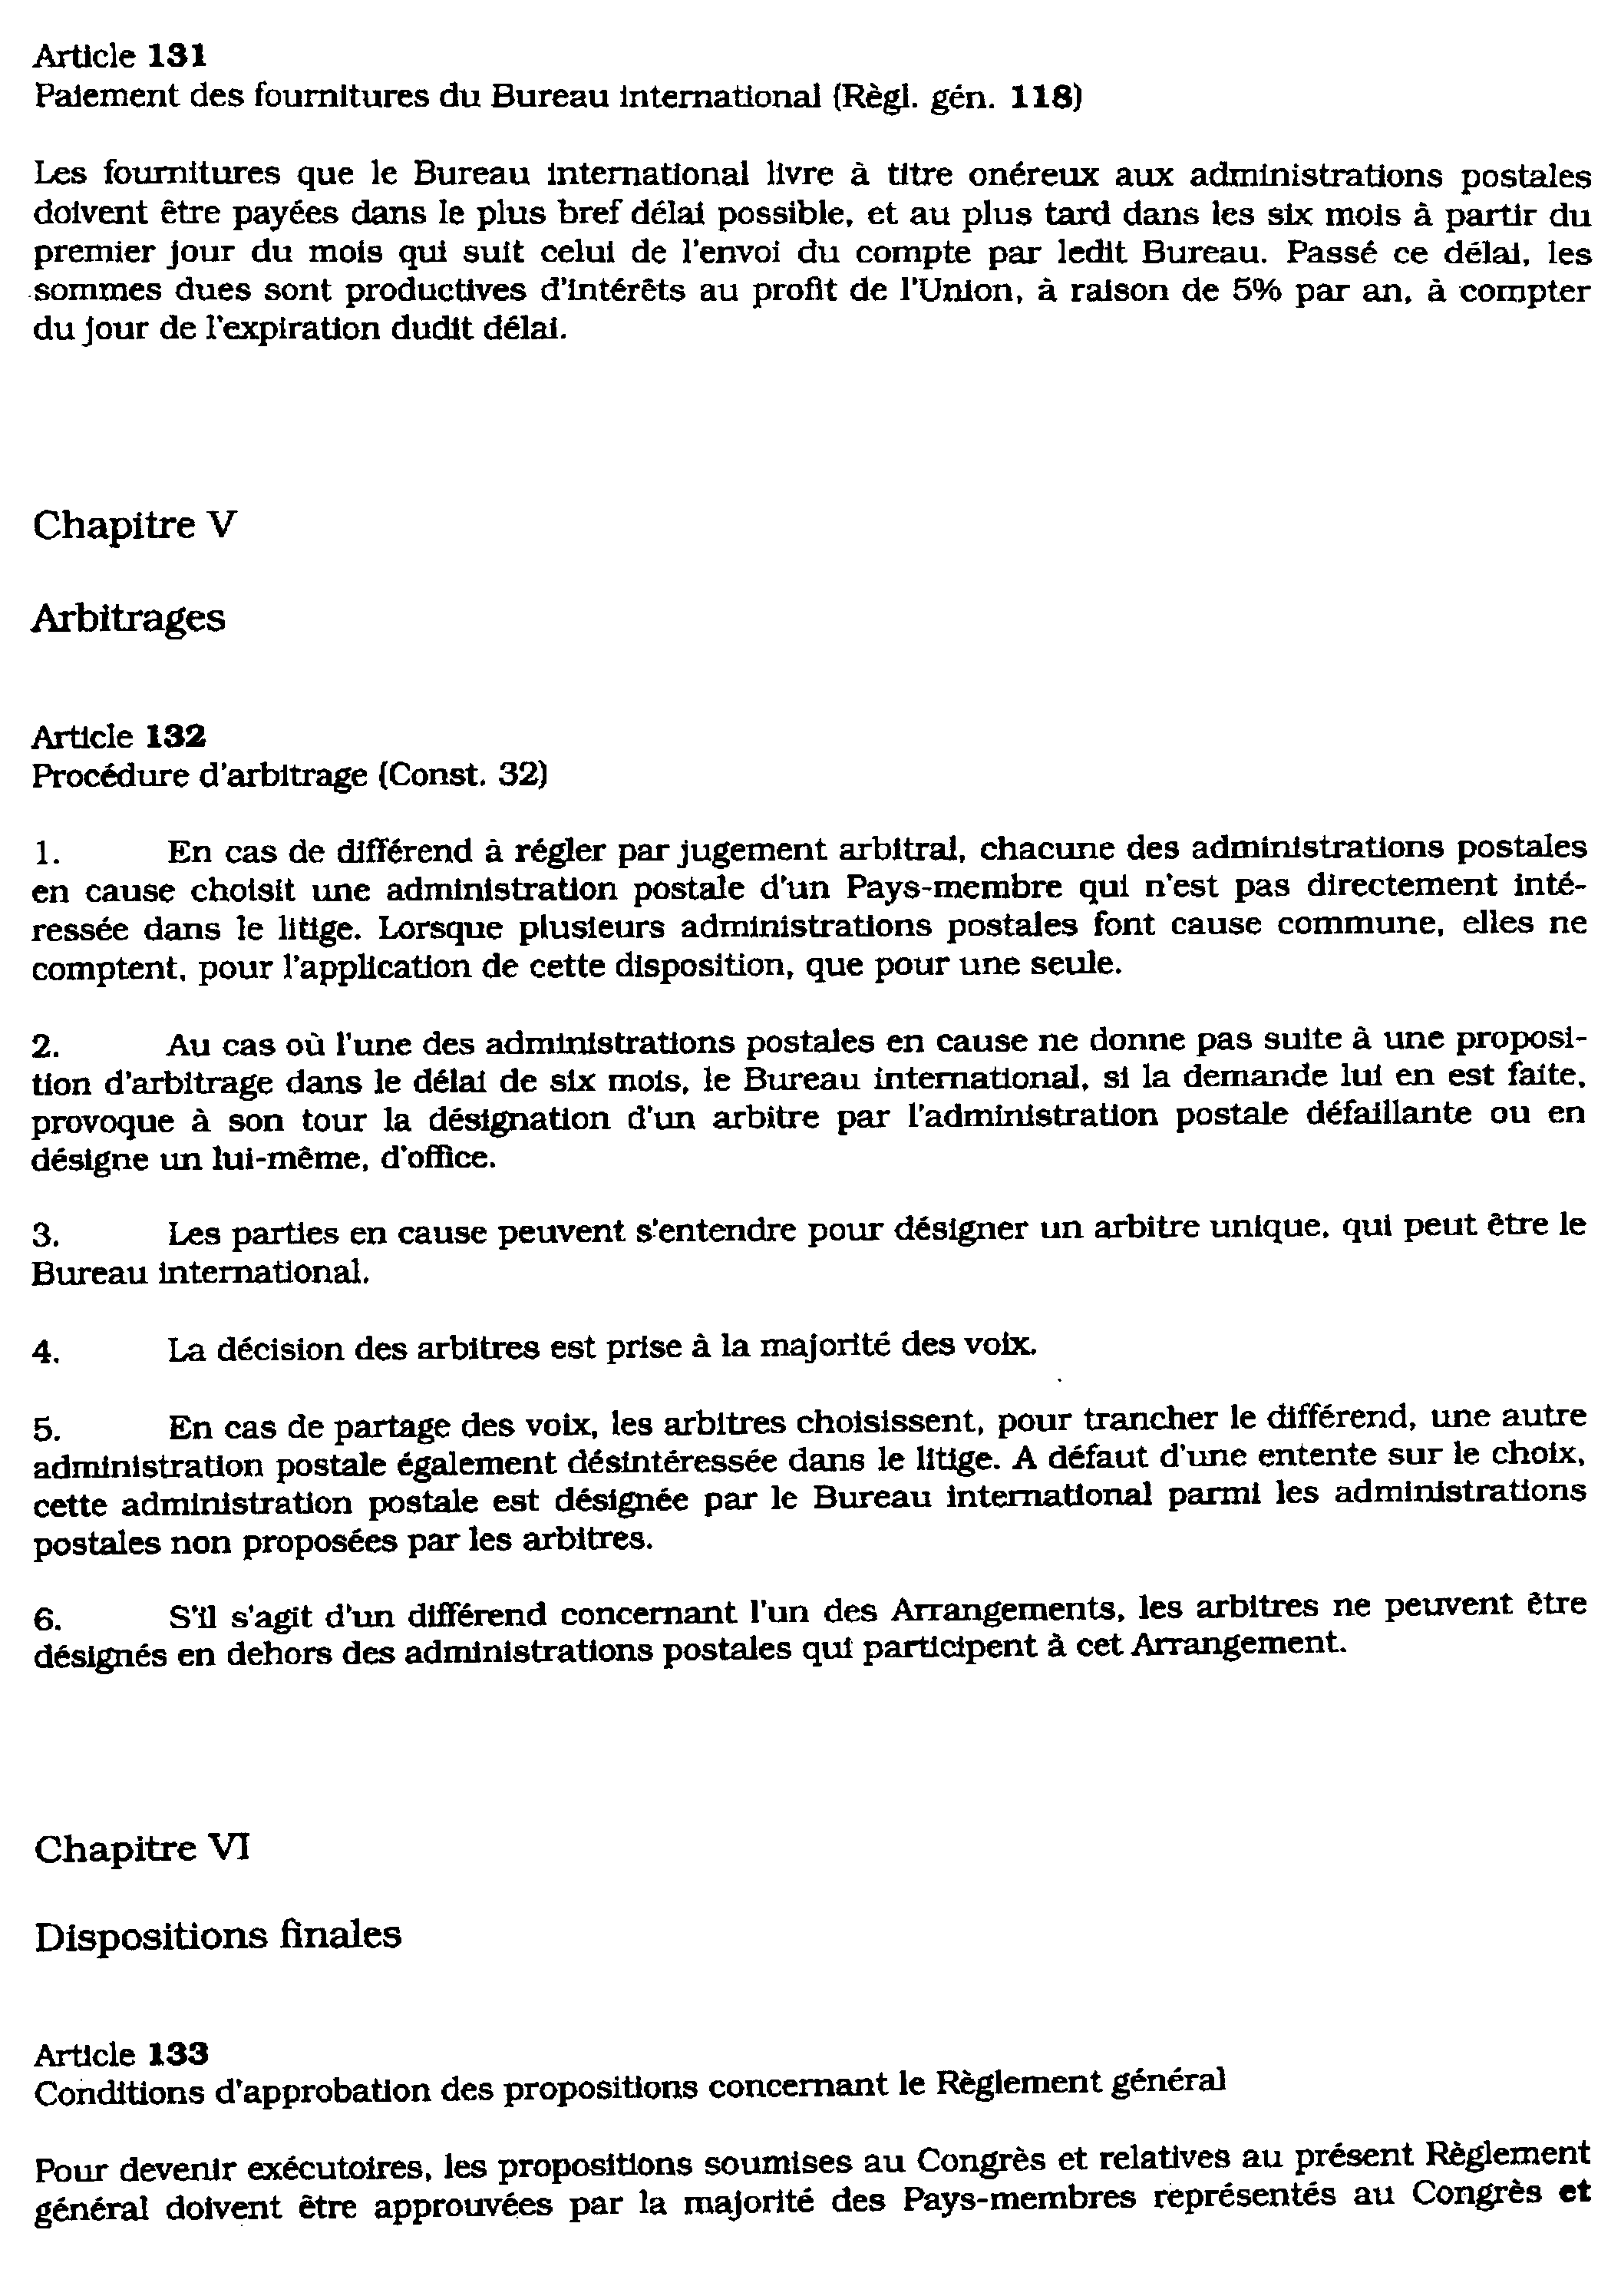 Article 131
Paiement des fournitures du Bureau international (Règl. gén. 118)
Les fournitures que le Bureau international livre à titre onéreux aux administrations postales
doivent être payées dans le plus bref délai possible, et au plus tard dans les six mois à partir du
premier jour du mois qui suit celui de l'envoi du compte par ledit Bureau. Passé ce délai, les
sommes dues sont productives d'intérêts au profit de l'Union, à raison de 5% par an, à compter
du jour de l'expiration dudit délai.
Chapitre V
Arbitrages
Article 132
Procédure d'arbitrage (Const. 32)
1. En cas de différend à régler par jugement arbitral, chacune des administrations postales
en cause choisit une administration postale d'un Pays-membre qui n'est pas directement inté-
ressée dans le litige. Lorsque plusieurs administrations postales font cause commune, elles ne
comptent, pour l'application de cette disposition, que pour une seule.
2. Au cas où l'une des administrations postales en cause ne donne pas suite à une proposi-
tion d'arbitrage dans le délai de six mois, le Bureau international, si la demande lui en est faite,
provoque à son tour la désignation d'un arbitre par l'administration postale défaillante ou en
désigne un lui-même, d'office.
3. Les parties en cause peuvent s'entendre pour désigner un arbitre unique, qui peut être le
Bureau international.
4. La décision des arbitres est prise à la majorité des voix.
5. En cas de partage des voix, les arbitres choisissent, pour trancher le différend, une autre
administration postale également désintéressée dans le litige. A défaut d'une entente sur le choix,
cette administration postale est désignée par le Bureau international parmi les administrations
postales non proposées par les arbitres.
6. S'il s'agit d'un différend concernant l'un des Arrangements, les arbitres ne peuvent être
désignés en dehors des administrations postales qui participent à cet Arrangement.
Chapitre VI
Dispositions finales
Article 133
Conditions d'approbation des propositions concernant le Règlement général
Pour devenir exécutoires, les propositions soumises au Congrès et relatives au présent Règlement
général doivent être approuvées par la majorité des Pays-membres représentés au Congrès et